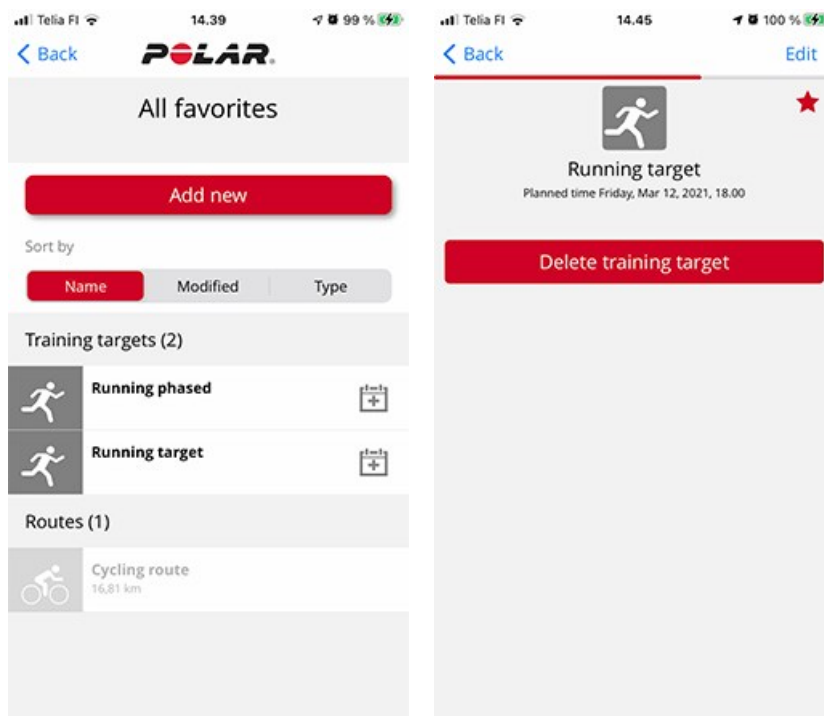 Telia FI 14.39 99 %
Back POLAR.
All favorites
Add new
Sort by
Name Modified Type
Training targets (2)
Running phased
Running target
Routes (1)
Cycling route
16,81 km
Telia FI 14.45 100 %
Back Edit
Running target
Planned time Friday, Mar 12, 2021, 18.00
Delete training target